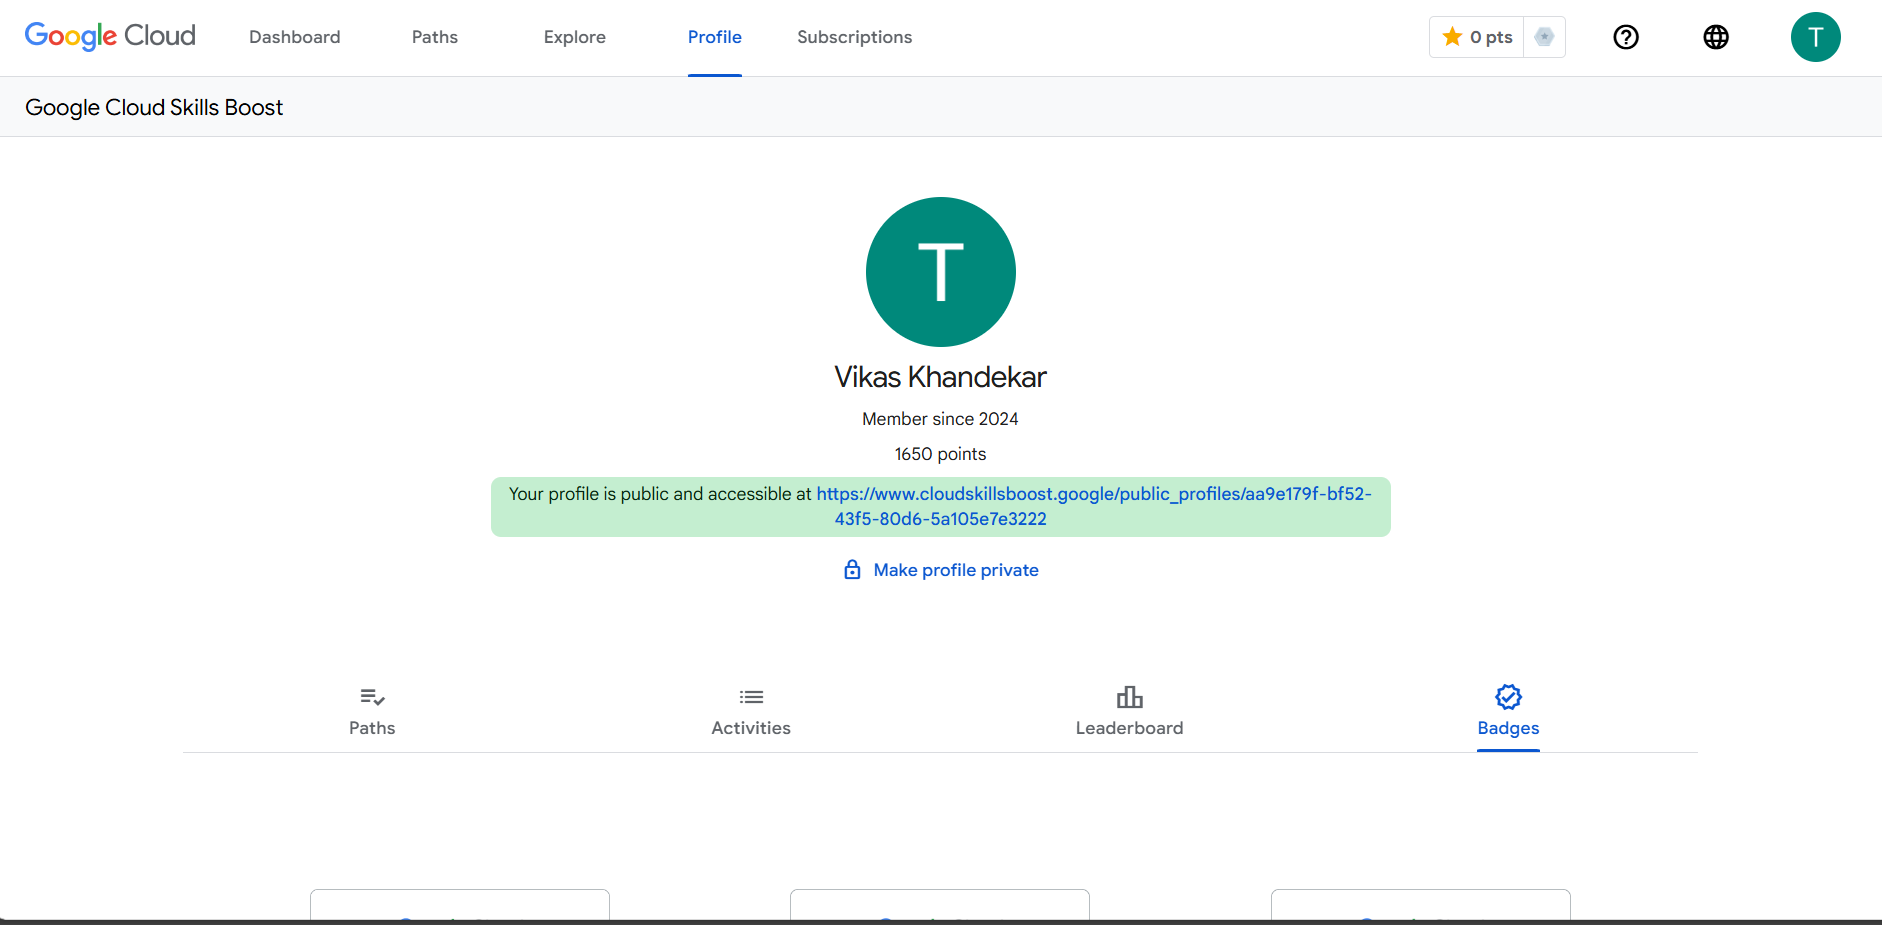 Google Cloud Dashboard Paths Explore Profile Subscriptions 0 pts T
Google Cloud Skills Boost
T
Vikas Khandekar
Member since 2024
1650 points
Your profile is public and accessible at https://www.cloudskillsboost.google/public_profiles/aa9e179f-bf52-
43f5-80d6-5a105e7e3222
Make profile private
Paths Activities Leaderboard Badges